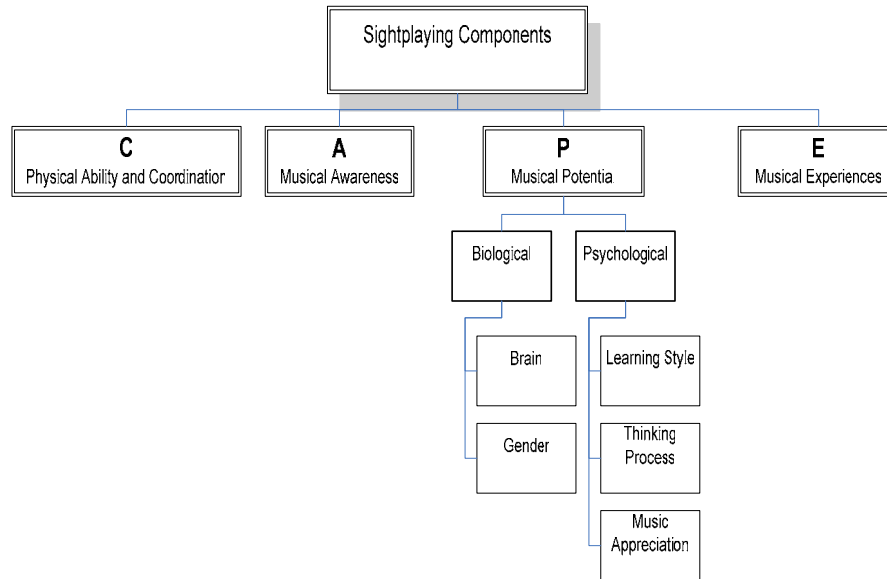 Sightplaying Components
C
Physical Ability and Coordination
A
Musical Awareness
P
Musical Potentia.
E
Musical Experiences
Biological
Psychological
Brain
Learning Style
Gender
Thinking
Process
Music
Appreciation